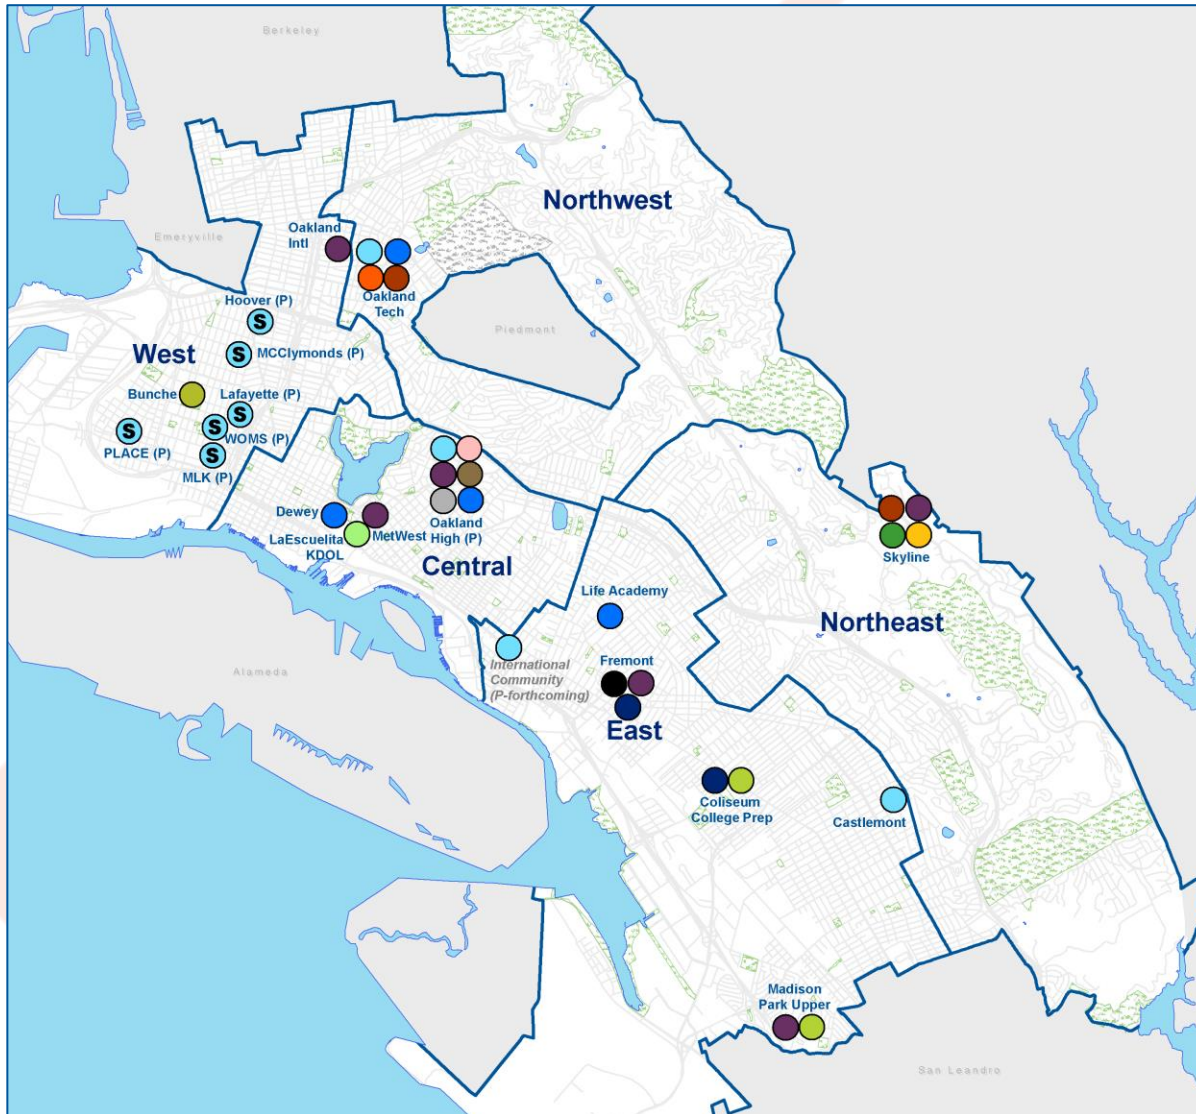 Berkeley
Northwest
Oakland
Intl
Emeryville
Oakland
Tech
Hoover (P)
S
Piedmont
West
S
MCClymonds (P)
Bunche
Lafayette (P)
S
S
S
WOMS (P)
PLACE (P)
S
MLK (P)
Dewey
Oakland
High (P)
LaEscuelita
KDOL
MetWest
Central
Skyline
Life Academy
Northeast
International
Community
(P-forthcoming)
Fremont
Alameda
East
Coliseum
College Prep
Castlemont
Madison
Park Upper
San Leandro